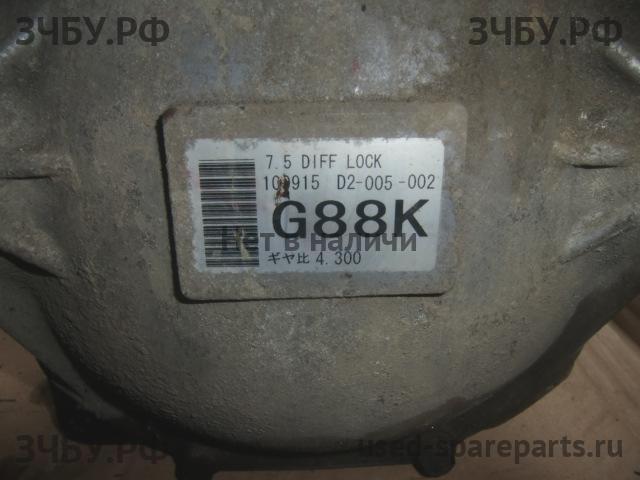 ЗЧБУ.РФ
ЗЧБУ.РФ
7.5 DIFF LOCK
100915 D2-005-002
G88K
Нет в наличи
ギヤ比 4.300
ЗЧБУ.РФ
used-spareparts.ru